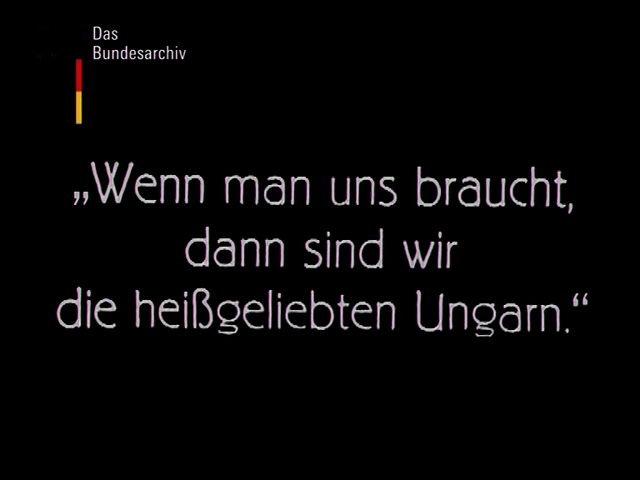 Das
Bundesarchiv
„Wenn man uns braucht,
dann sind wir
die heißgeliebten Ungarn.“